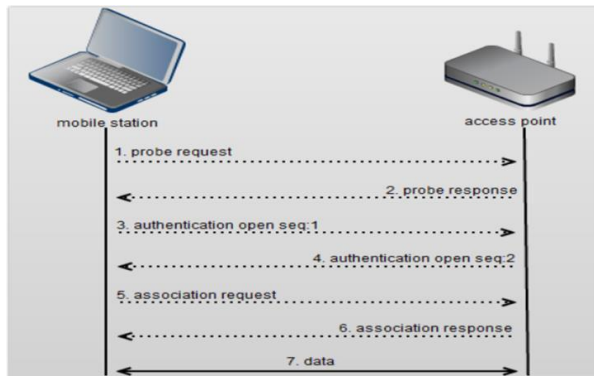 mobile station
access point
1. probe request
2. probe response
3. authentication open seq:1
4. authentication open seq:2
5. association request
6. association response
7. data